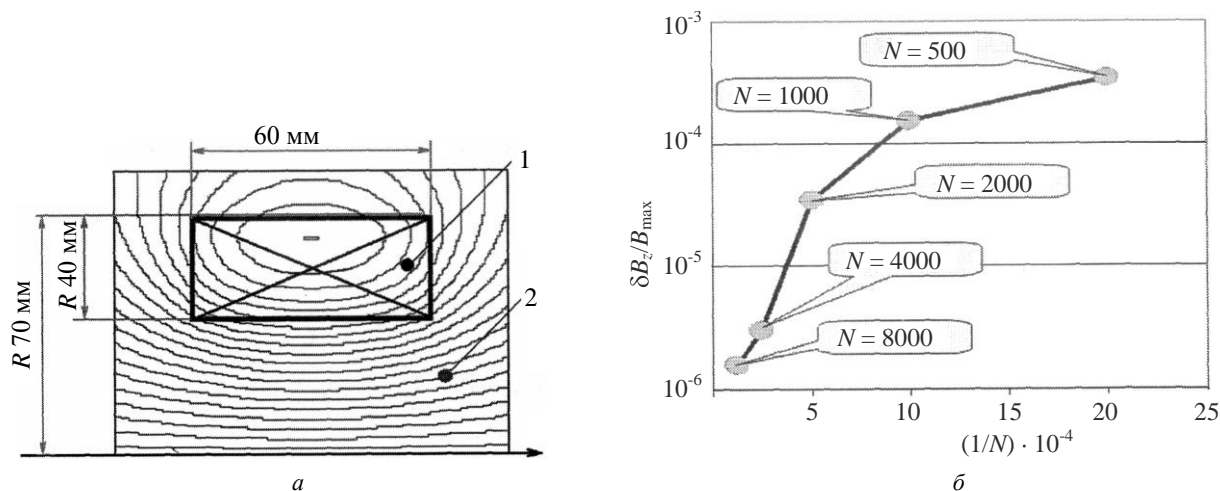 60 мм
1
R 40 мм
R 70 мм
2
а
10⁻³
10⁻⁴
10⁻⁵
10⁻⁶
δB_z/B_max
N = 500
N = 1000
N = 2000
N = 4000
N = 8000
5
10
15
20
25
(1/N) · 10⁻⁴
б